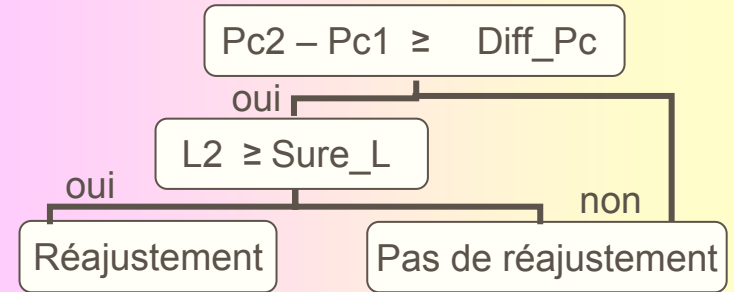 Pc2 – Pc1 ≥ Diff_Pc
oui
L2 ≥ Sure_L
oui
non
Réajustement
Pas de réajustement